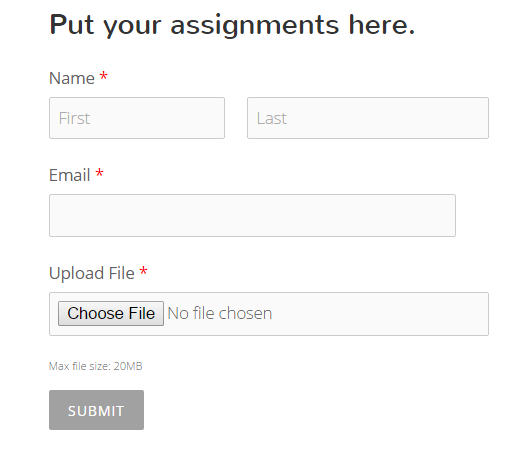 Put your assignments here.
Name *
First Last
Email *
Upload File *
Choose File No file chosen
Max file size: 20MB
SUBMIT